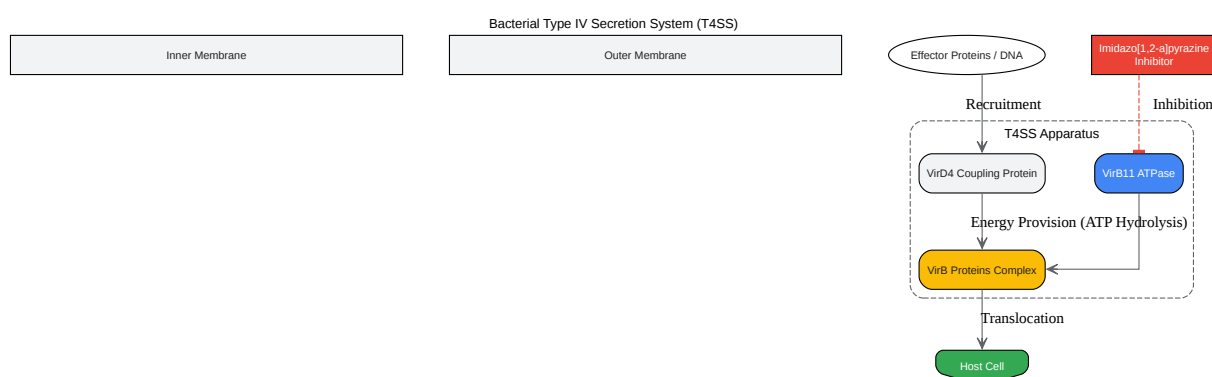 Bacterial Type IV Secretion System (T4SS)
Inner Membrane
Outer Membrane
Effector Proteins / DNA
Imidazo[1,2-a]pyrazine
Inhibitor
Recruitment
Inhibition
T4SS Apparatus
VirD4 Coupling Protein
VirB11 ATPase
Energy Provision (ATP Hydrolysis)
VirB Proteins Complex
Translocation
Host Cell